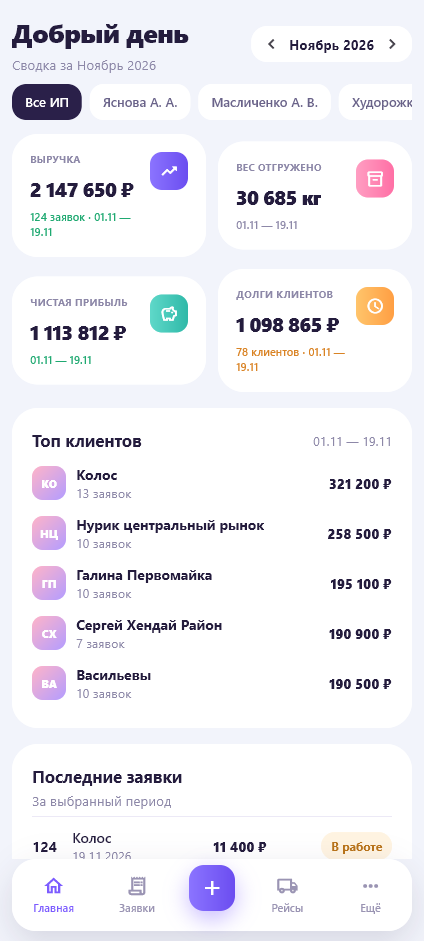 Добрый день
Ноябрь 2026
Сводка за Ноябрь 2026
Все ИП
Яснова А. А.
Масличенко А. В.
Худорожк
ВЫРУЧКА
2 147 650 ₽
124 заявок · 01.11 —
19.11
ВЕС ОТГРУЖЕНО
30 685 кг
01.11 — 19.11
ЧИСТАЯ ПРИБЫЛЬ
1 113 812 ₽
01.11 — 19.11
ДОЛГИ КЛИЕНТОВ
1 098 865 ₽
78 клиентов · 01.11 —
19.11
Топ клиентов
01.11 — 19.11
КО
Колос
13 заявок
321 200 ₽
НЦ
Нурик центральный рынок
10 заявок
258 500 ₽
ГП
Галина Первомайка
10 заявок
195 100 ₽
СХ
Сергей Хендай Район
7 заявок
190 900 ₽
ВА
Васильевы
10 заявок
190 500 ₽
Последние заявки
За выбранный период
124
Колос
19.11.2026
11 400 ₽
В работе
Главная
Заявки
Рейсы
Ещё